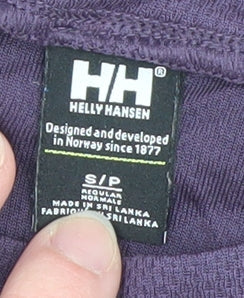 HH®
HELLY HANSEN
Designed and developed
in Norway since 1877
S/P
REGULAR
NORMALE
MADE IN SRI LANKA
FABRIQUÉ SRI LANKA